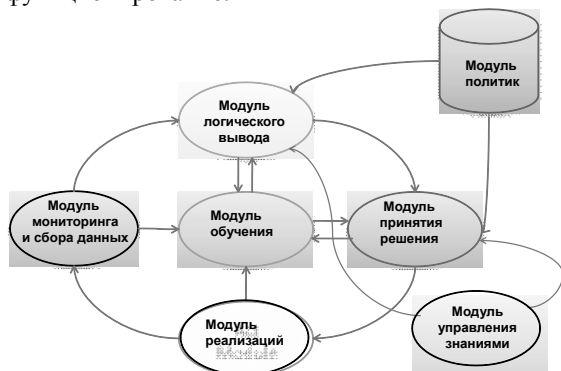 Модуль
политик
Модуль
логического
вывода
Модуль
мониторинга
и сбора данных
Модуль
обучения
Модуль
принятия
решения
Модуль
реализаций
Модуль
управления
знаниями